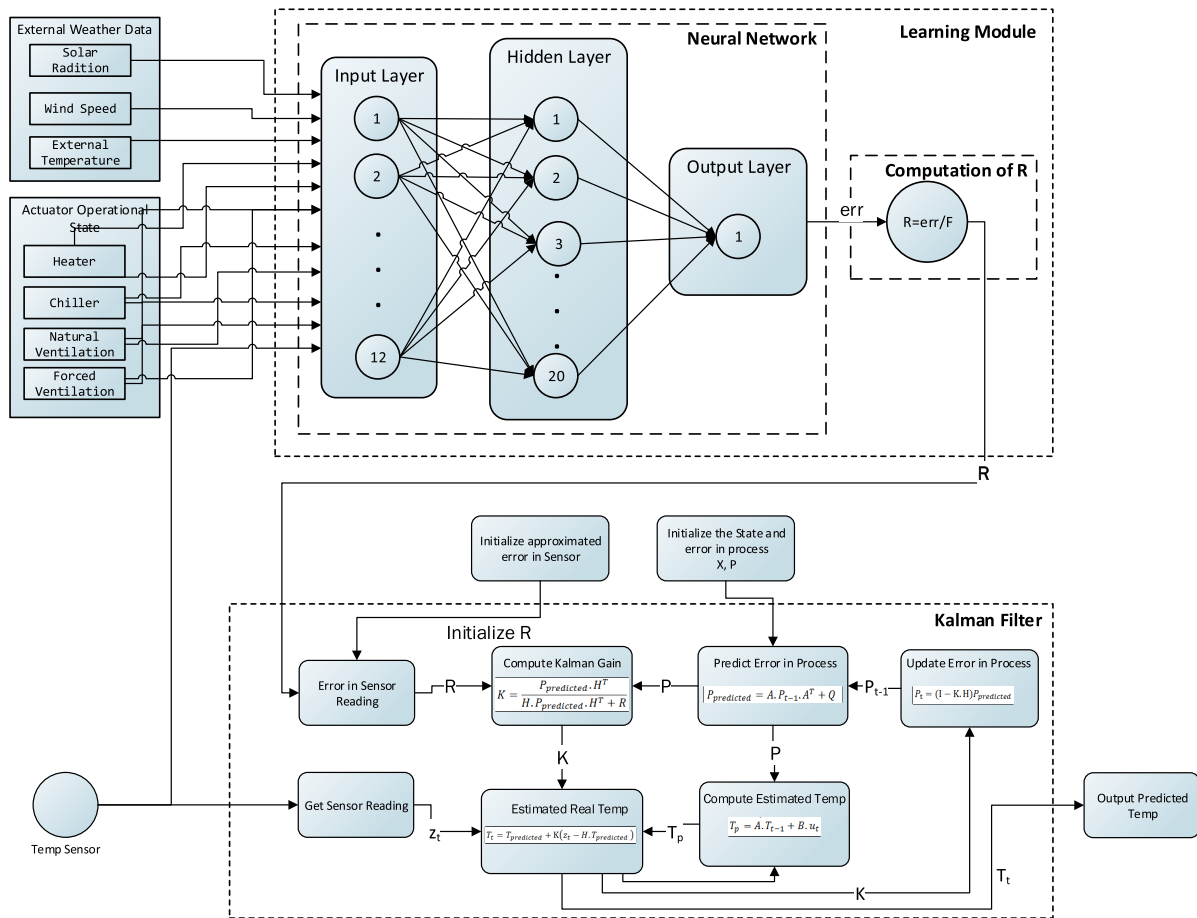 External Weather Data
Solar
Radition
Wind Speed
External
Temperature
Actuator Operational
State
Heater
Chiller
Natural
Ventilation
Forced
Ventilation
Learning Module
Neural Network
Input Layer
1
2
12
Hidden Layer
1
2
3
20
Output Layer
1
err
Computation of R
R=err/F
R
Initialize approximated
error in Sensor
Initialize the State and
error in process
X, P
Kalman Filter
Initialize R
Error in Sensor
Reading
R
Compute Kalman Gain
K = P_predicted . H^T / H . P_predicted . H^T + R
P
Predict Error in Process
P_predicted = A . P_{t-1} . A^T + Q
P_{t-1}
Update Error in Process
P_t = (I − K. H)P_predicted
K
P
Temp Sensor
Get Sensor Reading
z_t
Estimated Real Temp
T_t = T_predicted + K(z_t − H. T_predicted )
T_p
Compute Estimated Temp
T_p = A . T_{t-1} + B . u_t
K
T_t
Output Predicted
Temp